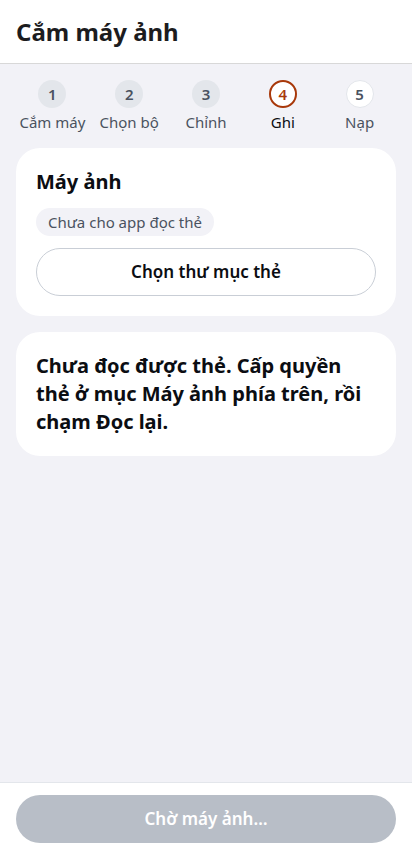 Cắm máy ảnh
1 2 3 4 5
Cắm máy Chọn bộ Chỉnh Ghi Nạp
Máy ảnh
Chưa cho app đọc thẻ
Chọn thư mục thẻ
Chưa đọc được thẻ. Cấp quyền
thẻ ở mục Máy ảnh phía trên, rồi
chạm Đọc lại.
Chờ máy ảnh...